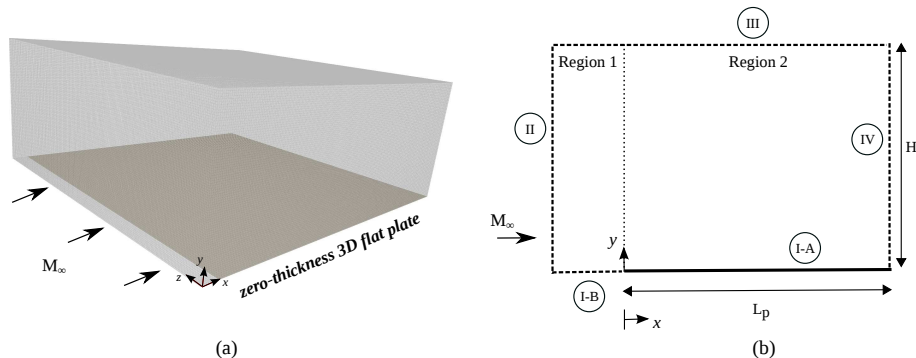 III
Region 1
Region 2
II
IV
H
M∞
y
I-A
M∞
z
y
x
zero-thickness 3D flat plate
I-B
Lp
x
(a)
(b)